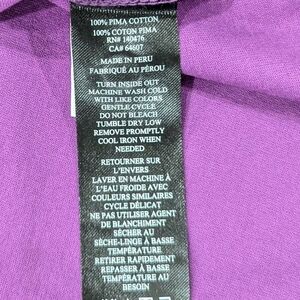 100% PIMA COTTON
100% COTON PIMA
RN# 140476
CA# 64607
MADE IN PERU
FABRIQUÉ AU PÉROU
TURN INSIDE OUT
MACHINE WASH COLD
WITH LIKE COLORS
GENTLE CYCLE
DO NOT BLEACH
TUMBLE DRY LOW
REMOVE PROMPTLY
COOL IRON WHEN
NEEDED
RETOURNER SUR
L'ENVERS
LAVER EN MACHINE À
L'EAU FROIDE AVEC
COULEURS SIMILAIRES
CYCLE DÉLICAT
NE PAS UTILISER D'AGENT
DE BLANCHIMENT
SÉCHER AU
SÈCHE-LINGE À BASSE
TEMPÉRATURE
RETIRER RAPIDEMENT
REPASSER À BASSE
TEMPÉRATURE AU
BESOIN